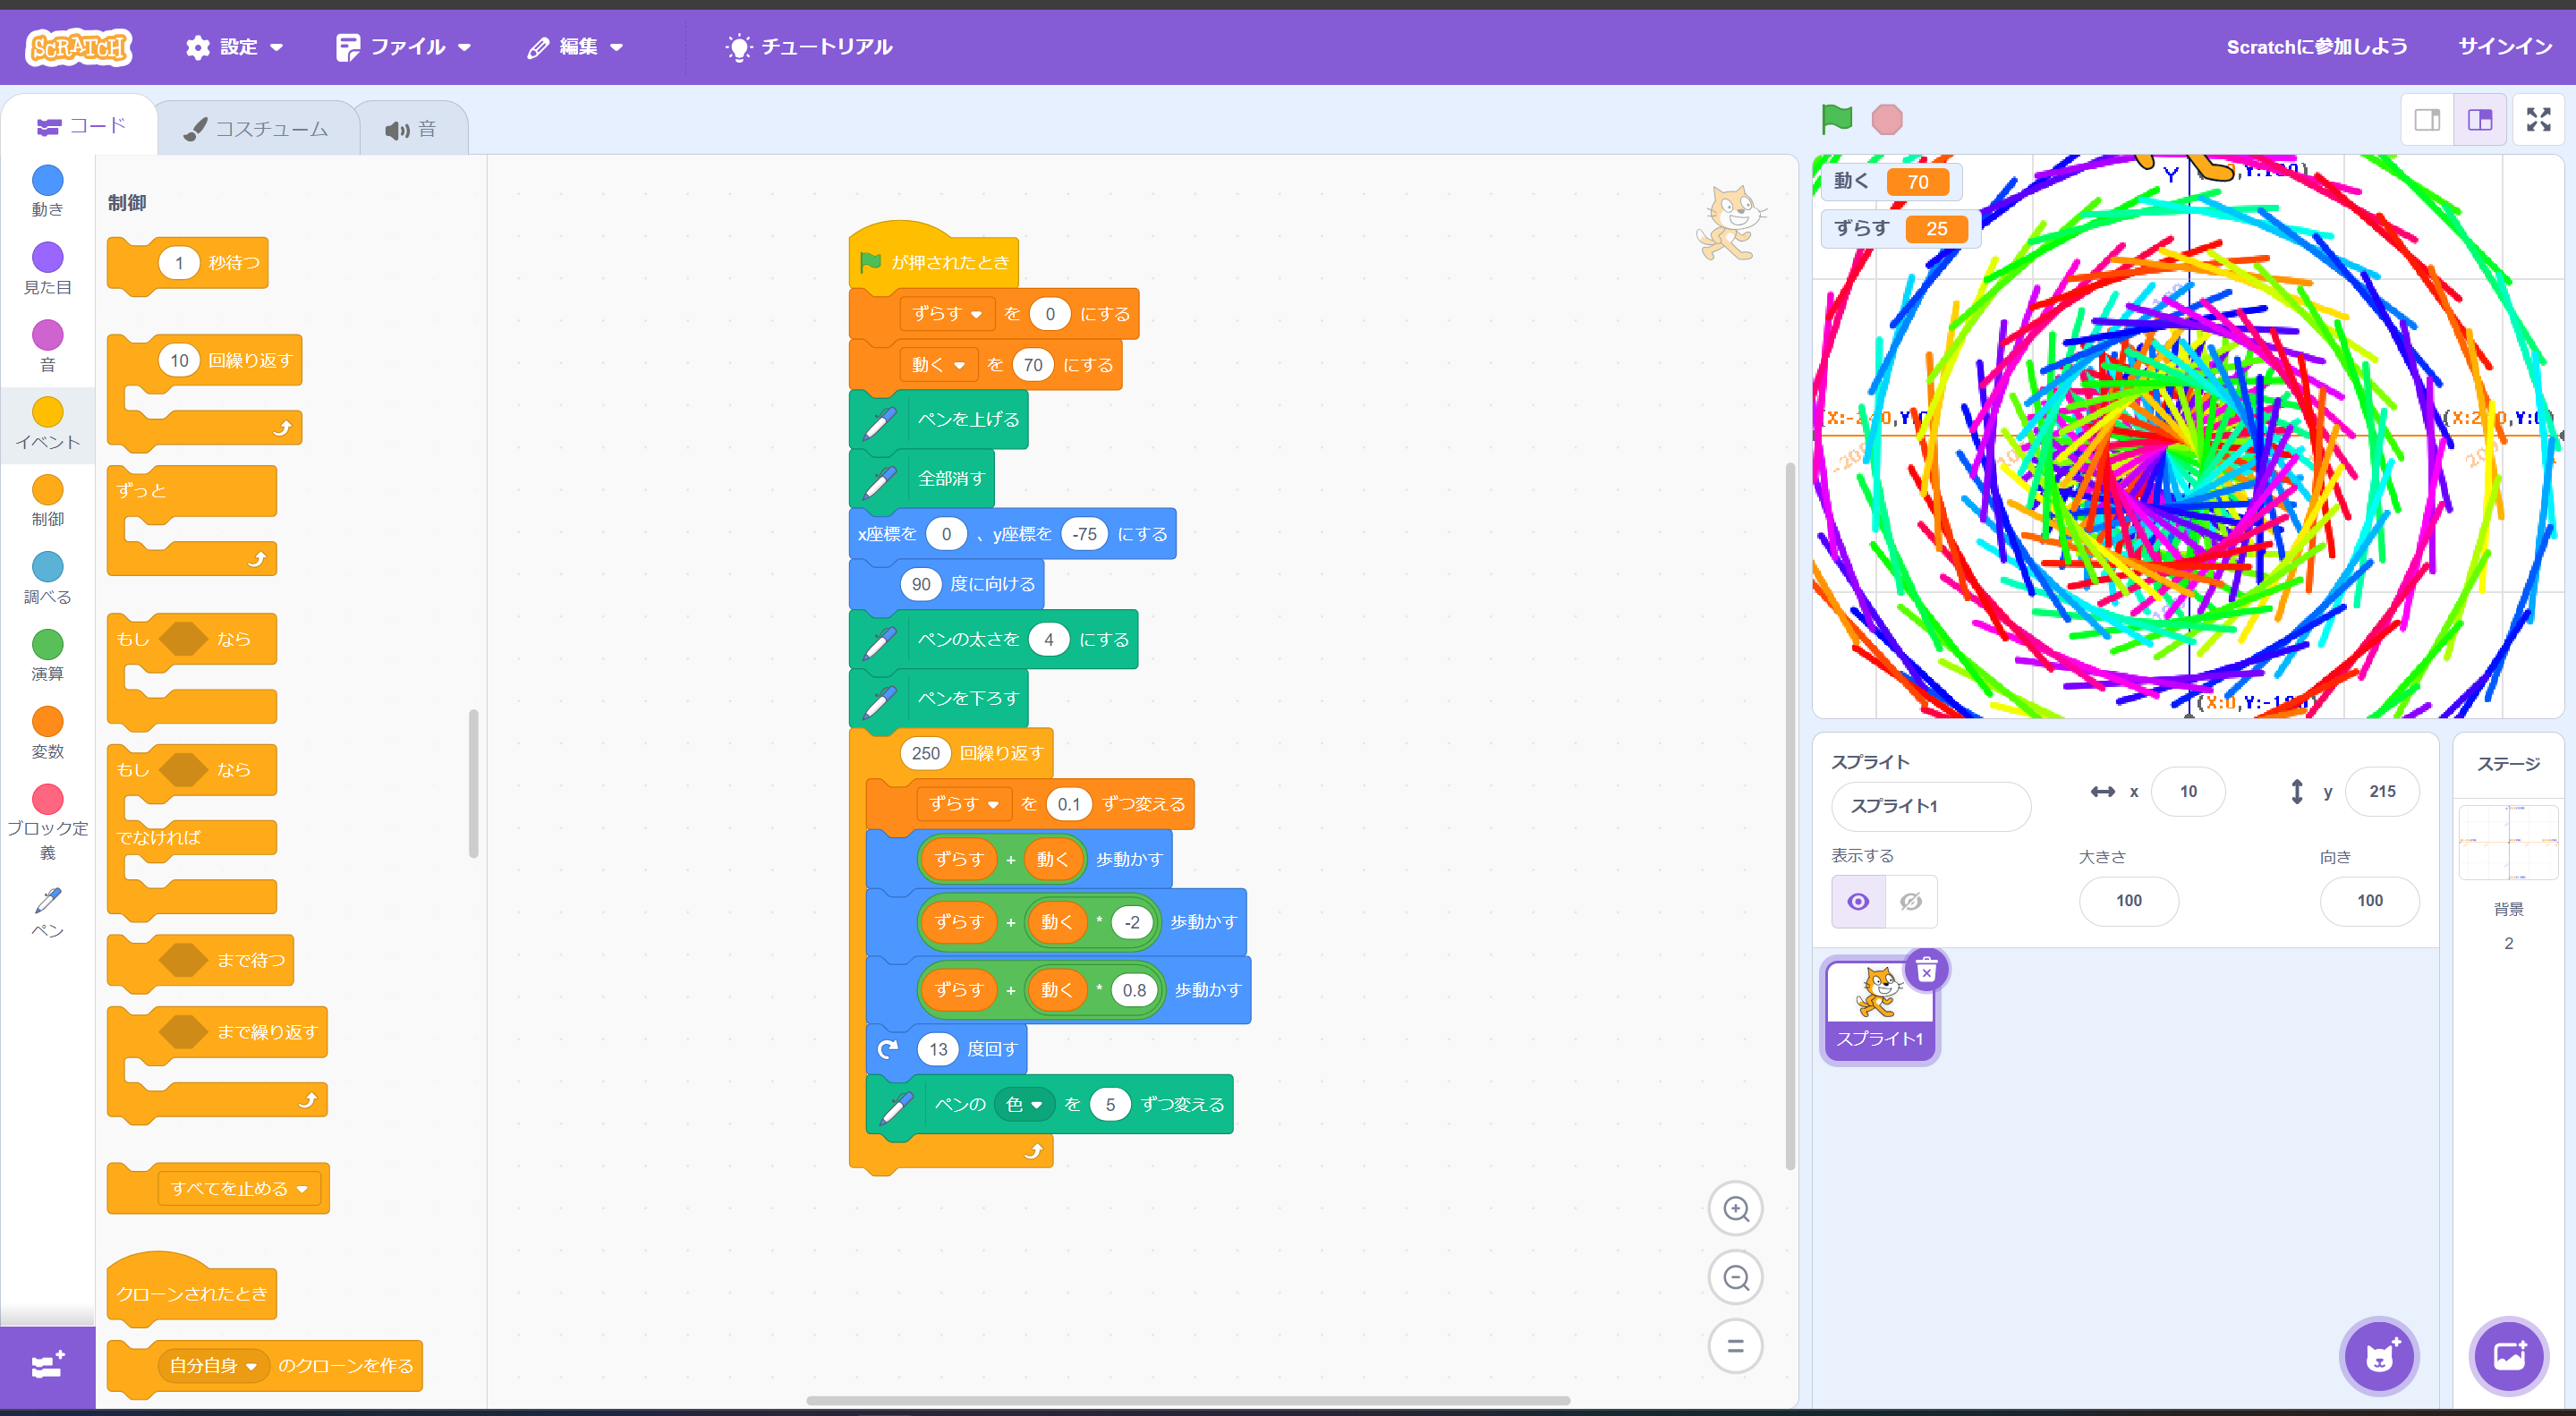 SCRATCH 設定 ファイル 編集 チュートリアル Scratchに参加しよう サインイン
コード コスチューム 音
動き
見た目
音
イベント
制御
調べる
演算
変数
ブロック定
義
ペン
制御
1 秒待つ
10 回繰り返す
ずっと
もし なら
もし なら
でなければ
まで待つ
まで繰り返す
すべてを止める
クローンされたとき
自分自身 のクローンを作る
が押されたとき
ずらす を 0 にする
動く を 70 にする
ペンを上げる
全部消す
x座標を 0 、y座標を -75 にする
90 度に向ける
ペンの太さを 4 にする
ペンを下ろす
250 回繰り返す
ずらす を 0.1 ずつ変える
ずらす + 動く 歩動かす
ずらす + 動く * -2 歩動かす
ずらす + 動く * 0.8 歩動かす
13 度回す
ペンの 色 を 5 ずつ変える
動く 70
ずらす 25
Y
スプライト
スプライト1 x 10 y 215
表示する 大きさ 向き
100 100
スプライト1
ステージ
背景
2